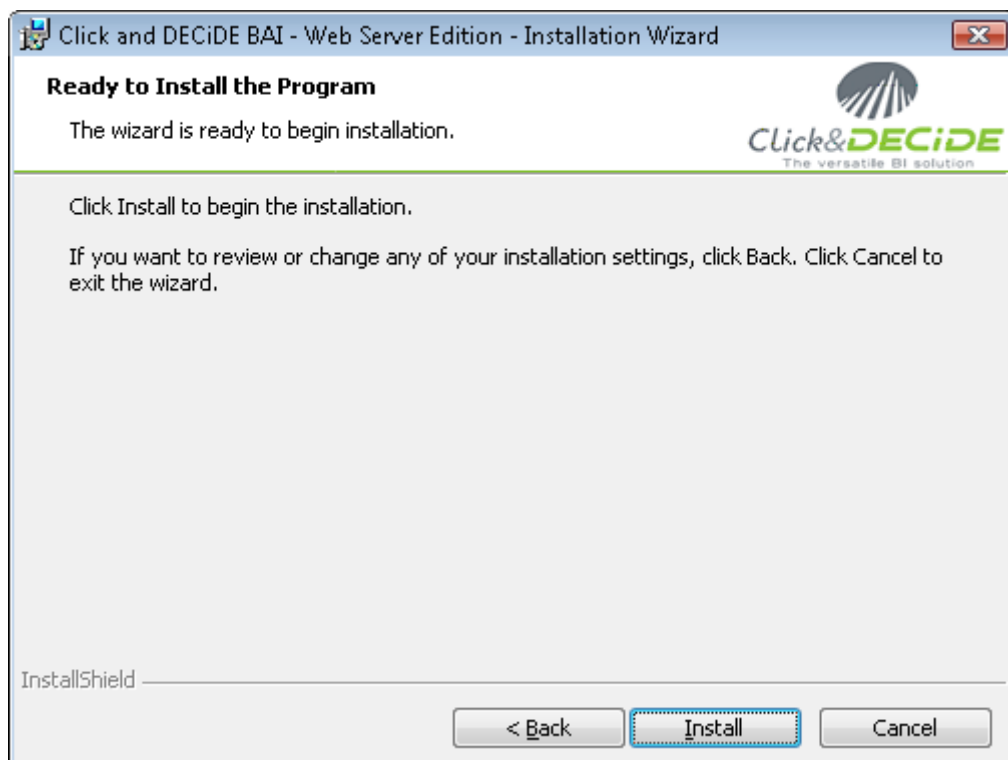 Click and DECiDE BAI - Web Server Edition - Installation Wizard
Ready to Install the Program
The wizard is ready to begin installation.
Click&DECiDE
The versatile BI solution
Click Install to begin the installation.
If you want to review or change any of your installation settings, click Back. Click Cancel to
exit the wizard.
InstallShield
< Back Install Cancel